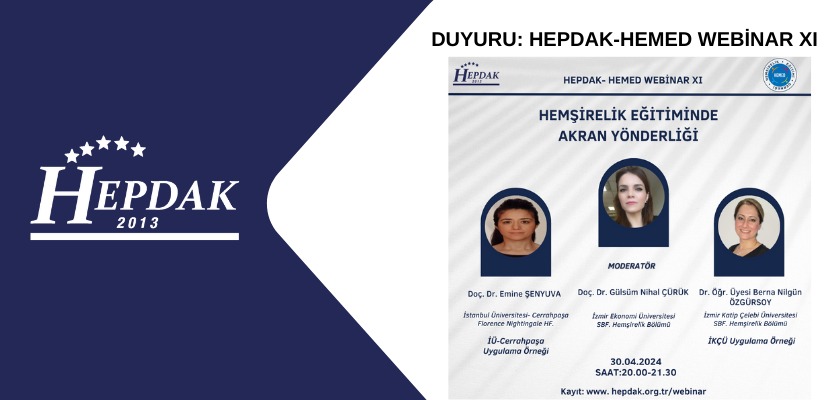 DUYURU: HEPDAK-HEMED WEBİNAR XI
HEPDAK
2013
HEPDAK
2013
HEPDAK- HEMED WEBİNAR XI
HEMED
HEMŞİRELİK EĞİTİMİNDE
AKRAN YÖNDERLİĞİ
MODERATÖR
Doç. Dr. Emine ŞENYUVA
İstanbul Üniversitesi- Cerrahpaşa
Florence Nightingale HF.
İÜ-Cerrahpaşa
Uygulama Örneği
Doç. Dr. Gülsüm Nihal ÇÜRÜK
İzmir Ekonomi Üniversitesi
SBF. Hemşirelik Bölümü
Dr. Öğr. Üyesi Berna Nilgün
ÖZGÜRSOY
İzmir Katip Çelebi Üniversitesi
SBF. Hemşirelik Bölümü
İKÇÜ Uygulama Örneği
30.04.2024
SAAT:20.00-21.30
Kayıt: www. hepdak.org.tr/webinar